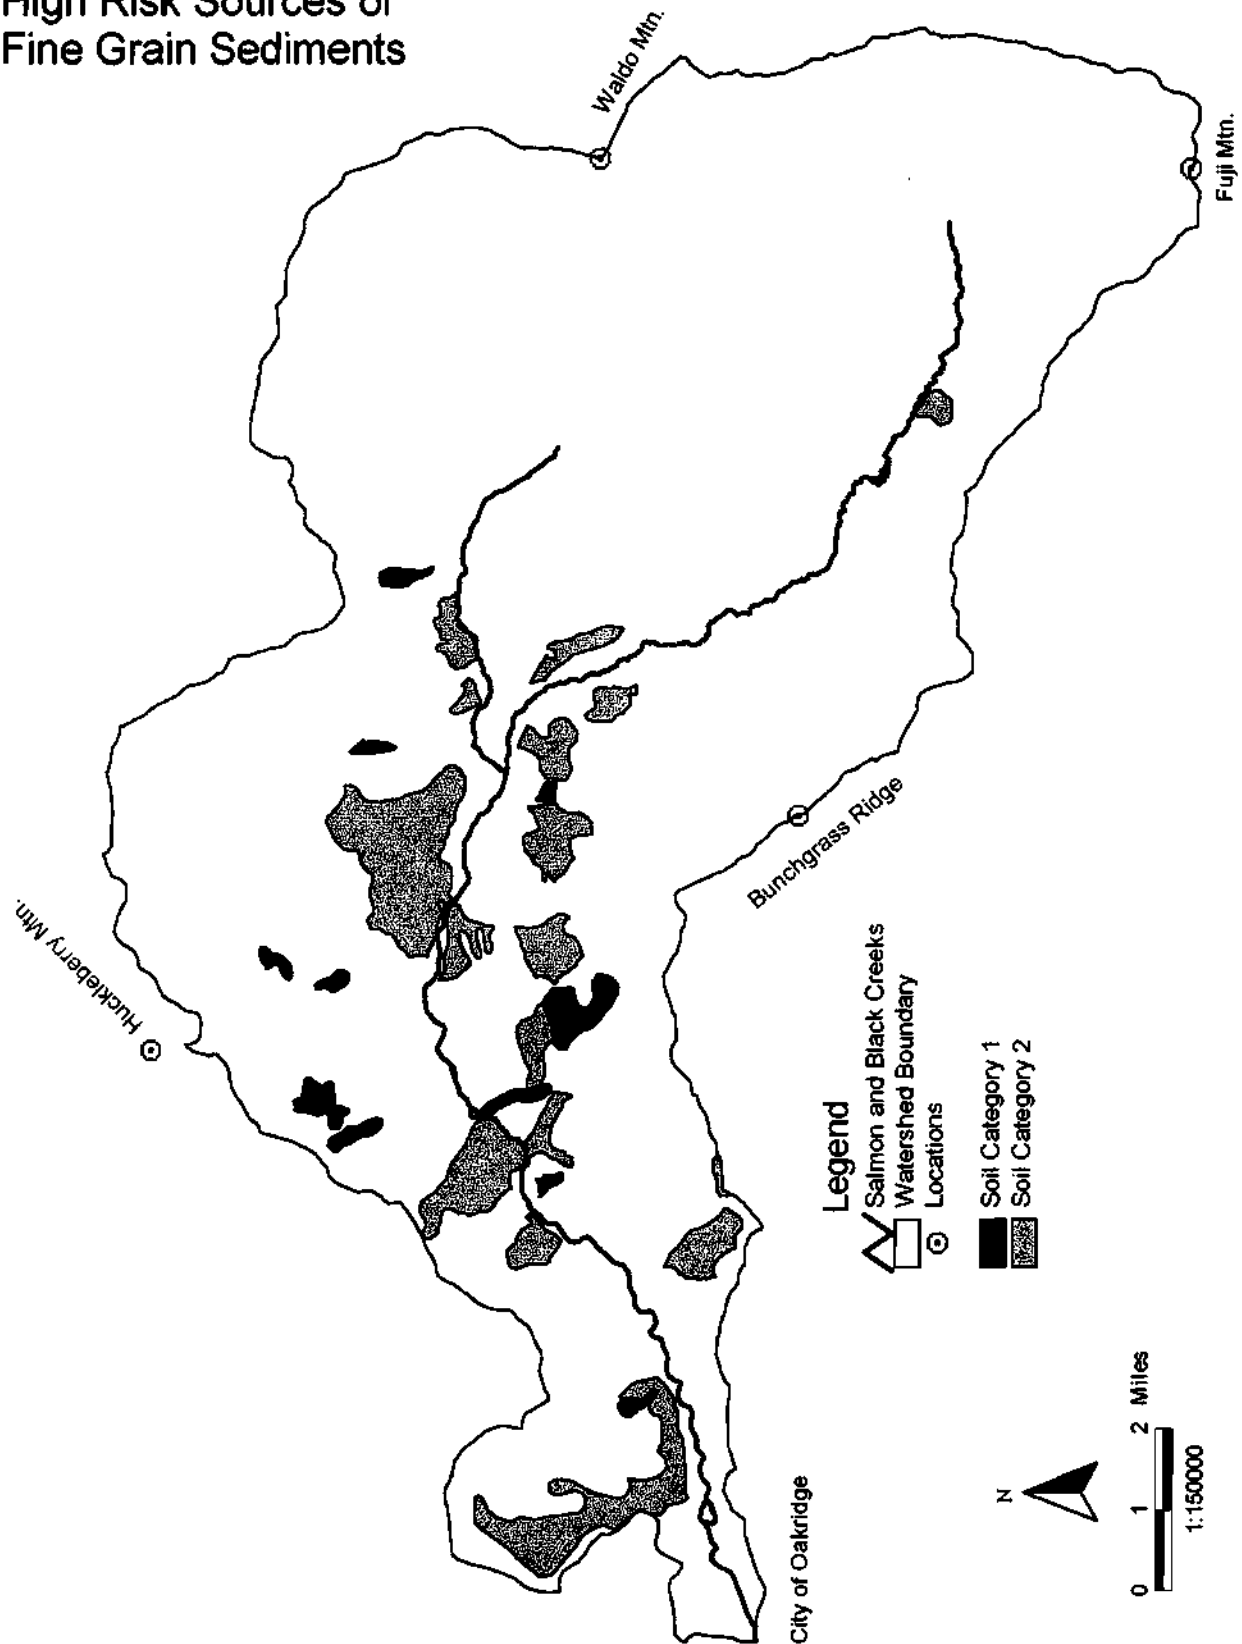 High Risk Sources of
Fine Grain Sediments
Waldo Mtn.
Fuji Mtn.
Huckleberry Mtn.
Bunchgrass Ridge
Legend
Salmon and Black Creeks
Watershed Boundary
Locations
Soil Category 1
Soil Category 2
City of Oakridge
N
0 1 2 Miles
1:150000